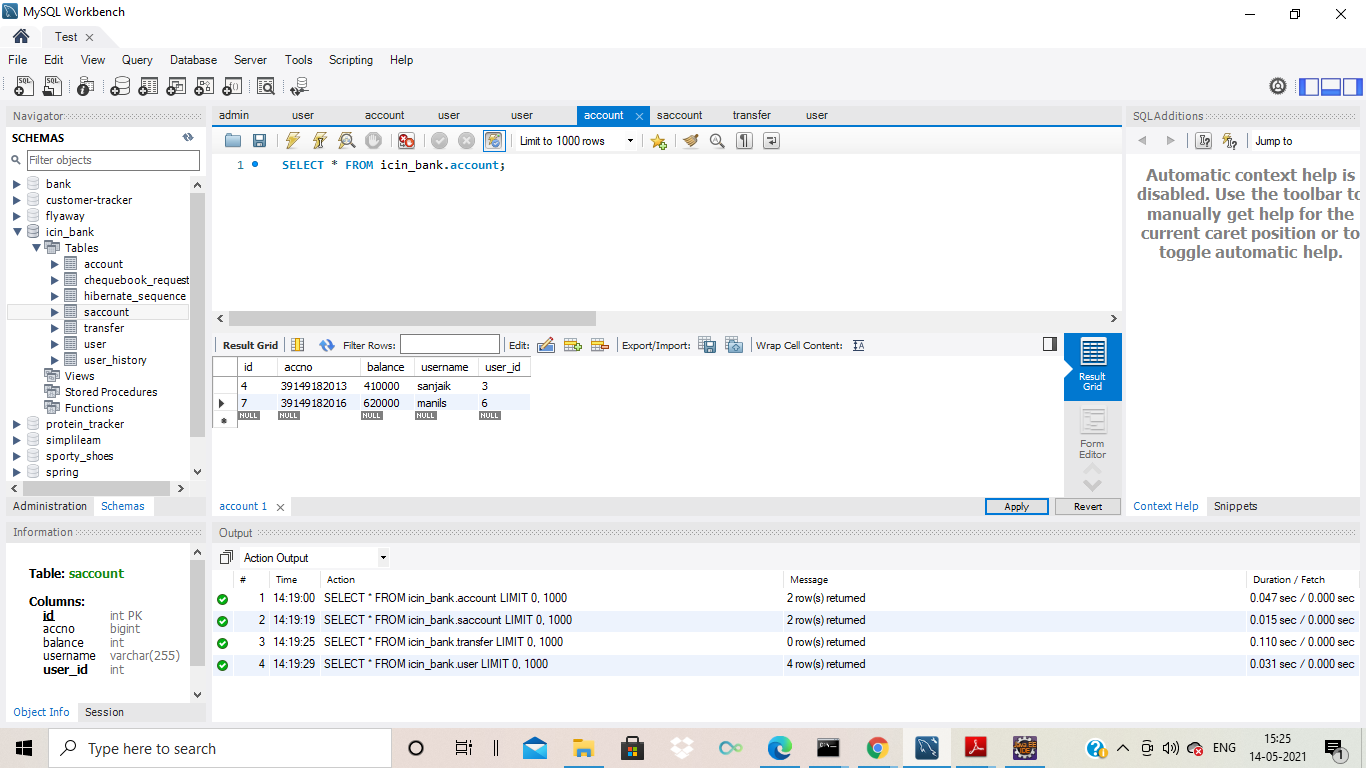 MySQL Workbench
Test
File Edit View Query Database Server Tools Scripting Help
Navigator
SCHEMAS
Filter objects
bank
customer-tracker
flyaway
icin_bank
Tables
account
chequebook_request
hibernate_sequence
saccount
transfer
user
user_history
Views
Stored Procedures
Functions
protein_tracker
simplilearn
sporty_shoes
spring
Administration Schemas
Information
Table: saccount
Columns:
id int PK
accno bigint
balance int
username varchar(255)
user_id int
Object Info Session
admin user account user user account saccount transfer user
Limit to 1000 rows
1 SELECT * FROM icin_bank.account;
Result Grid Filter Rows: Edit: Export/Import: Wrap Cell Content:
id accno balance username user_id
4 39149182013 410000 sanjaik 3
7 39149182016 620000 manils 6
NULL NULL NULL NULL NULL
Result Grid
Form Editor
account 1 Apply Revert
SQLAdditions
Jump to
Automatic context help is
disabled. Use the toolbar to
manually get help for the
current caret position or to
toggle automatic help.
Context Help Snippets
Output
Action Output
# Time Action Message Duration / Fetch
1 14:19:00 SELECT * FROM icin_bank.account LIMIT 0, 1000 2 row(s) returned 0.047 sec / 0.000 sec
2 14:19:19 SELECT * FROM icin_bank.saccount LIMIT 0, 1000 2 row(s) returned 0.015 sec / 0.000 sec
3 14:19:25 SELECT * FROM icin_bank.transfer LIMIT 0, 1000 0 row(s) returned 0.110 sec / 0.000 sec
4 14:19:29 SELECT * FROM icin_bank.user LIMIT 0, 1000 4 row(s) returned 0.031 sec / 0.000 sec
Type here to search
ENG
15:25
14-05-2021
1